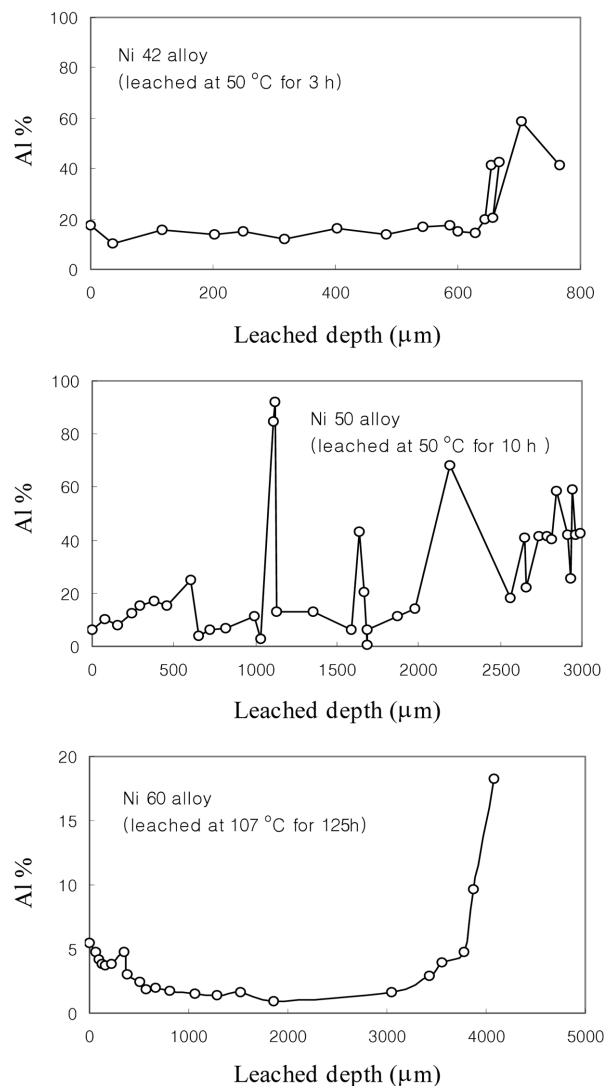 100
80
60
40
20
0
Al %
Ni 42 alloy
(leached at 50 °C for 3 h)
0 200 400 600 800
Leached depth (μm)
100
80
60
40
20
0
Al %
Ni 50 alloy
(leached at 50 °C for 10 h )
0 500 1000 1500 2000 2500 3000
Leached depth (μm)
20
15
10
5
0
Al %
Ni 60 alloy
(leached at 107 °C for 125h)
0 1000 2000 3000 4000 5000
Leached depth (μm)